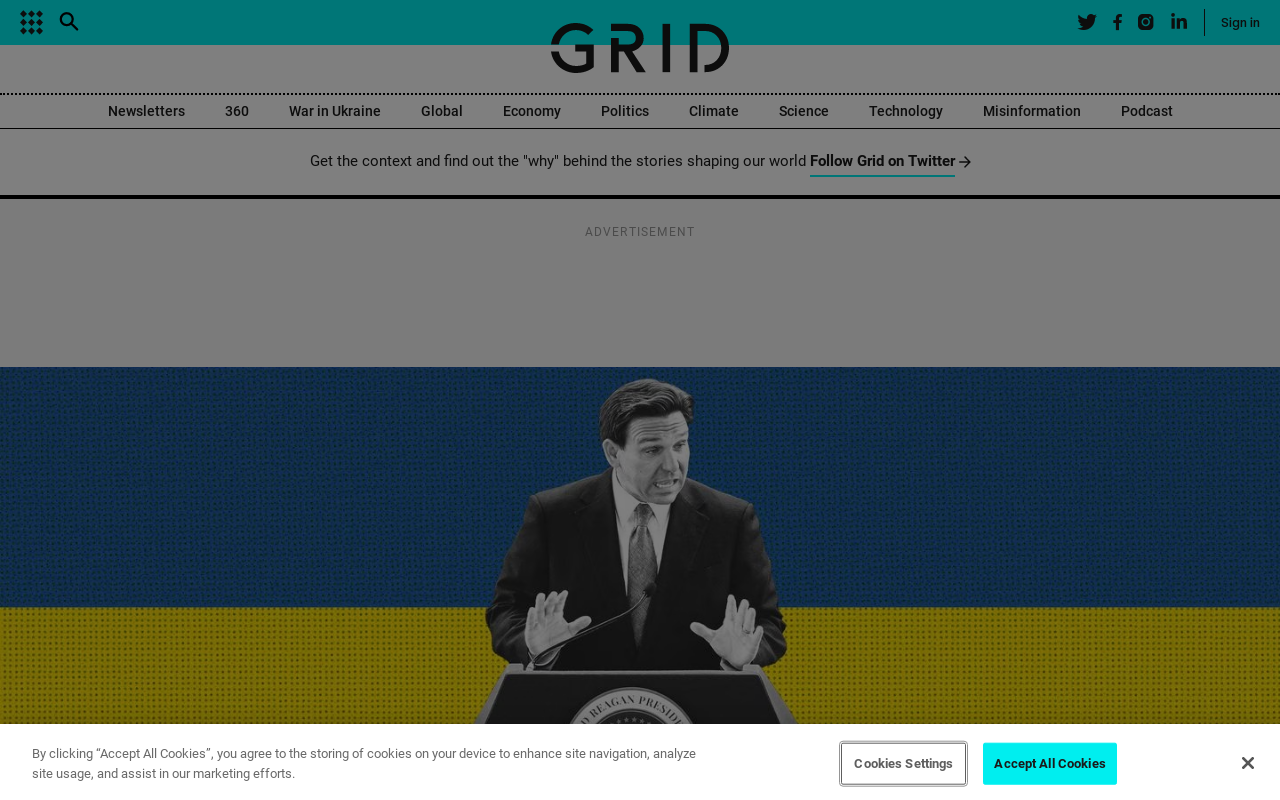 GRID
Sign in
Newsletters 360 War in Ukraine Global Economy Politics Climate Science Technology Misinformation Podcast
Get the context and find out the "why" behind the stories shaping our world Follow Grid on Twitter
ADVERTISEMENT
D REAGAN PRESIDEN
By clicking “Accept All Cookies”, you agree to the storing of cookies on your device to enhance site navigation, analyze
site usage, and assist in our marketing efforts.
Cookies Settings
Accept All Cookies